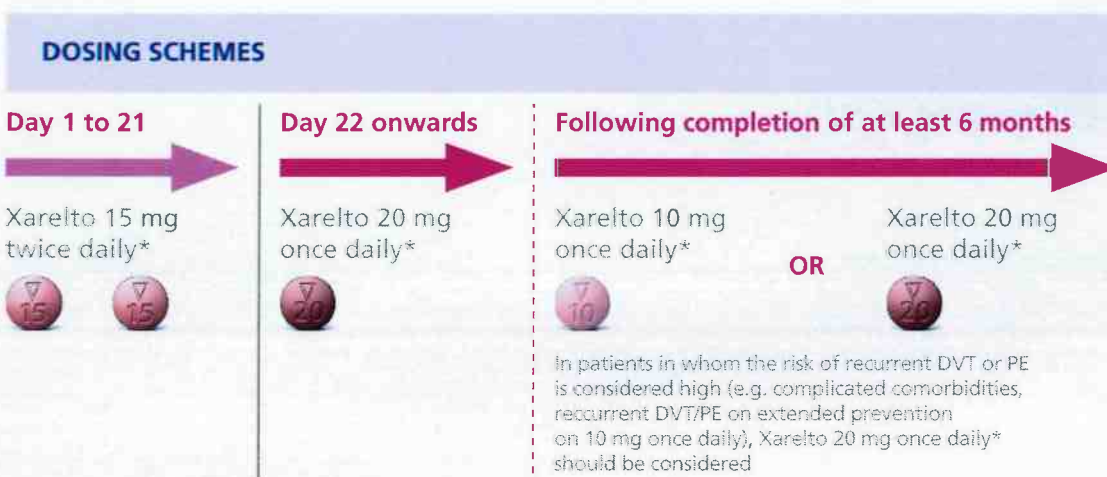 DOSING SCHEMES
Day 1 to 21
Xarelto 15 mg
twice daily*
15 15
Day 22 onwards
Xarelto 20 mg
once daily*
20
Following completion of at least 6 months
Xarelto 10 mg
once daily*
10
OR
Xarelto 20 mg
once daily*
20
In patients in whom the risk of recurrent DVT or PE
is considered high (e.g. complicated comorbidities,
reccurrent DVT/PE on extended prevention
on 10 mg once daily), Xarelto 20 mg once daily*
should be considered